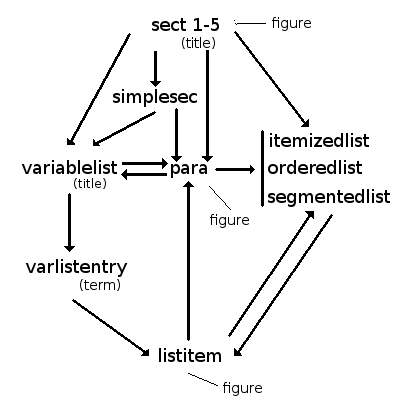 sect 1-5
figure
(title)
simplesec
itemizedlist
variablelist
para
orderedlist
(title)
segmentedlist
figure
varlistentry
(term)
listitem
figure